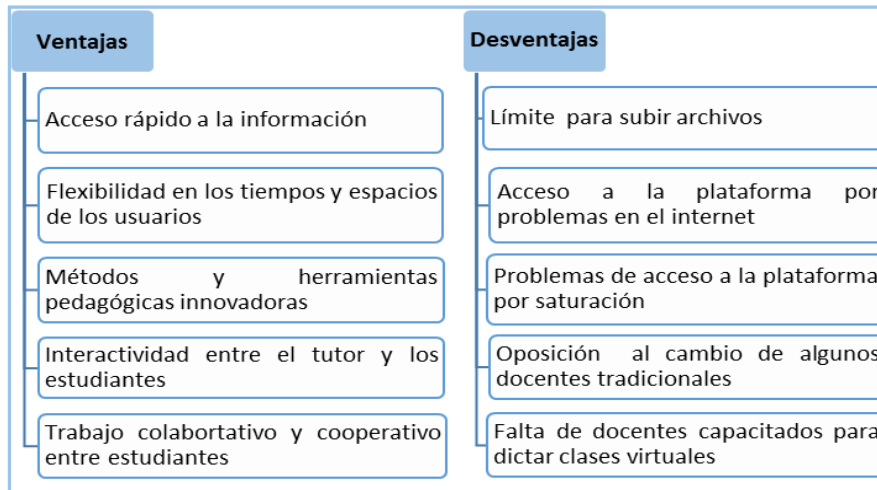 Ventajas
Acceso rápido a la información
Flexibilidad en los tiempos y espacios
de los usuarios
Métodos y herramientas
pedagógicas innovadoras
Interactividad entre el tutor y los
estudiantes
Trabajo colabortativo y cooperativo
entre estudiantes
Desventajas
Límite para subir archivos
Acceso a la plataforma por
problemas en el internet
Problemas de acceso a la plataforma
por saturación
Oposición al cambio de algunos
docentes tradicionales
Falta de docentes capacitados para
dictar clases virtuales